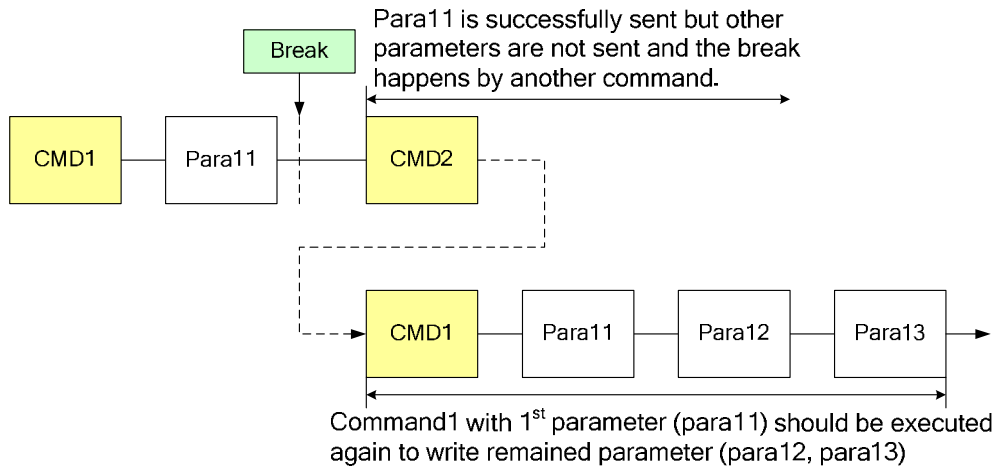 Para11 is successfully sent but other
parameters are not sent and the break
happens by another command.
Break
CMD1
Para11
CMD2
CMD1
Para11
Para12
Para13
Command1 with 1st parameter (para11) should be executed
again to write remained parameter (para12, para13)